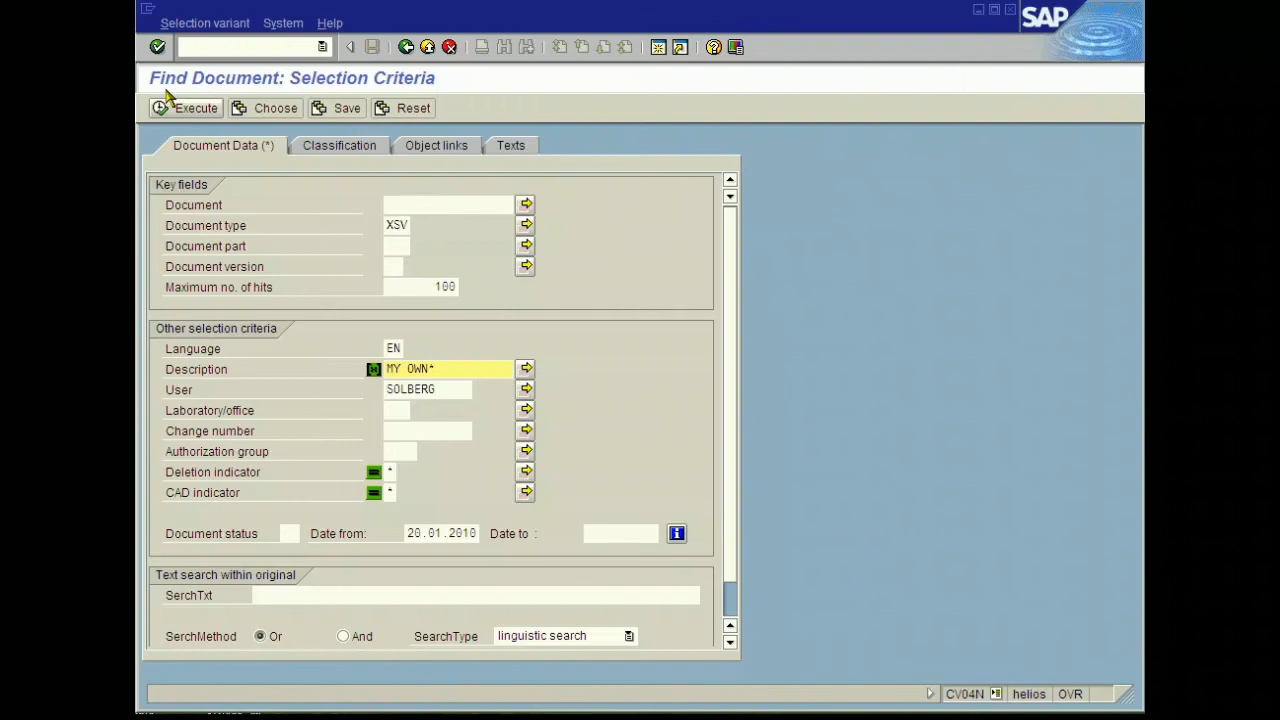 Selection variant System Help
SAP
Find Document: Selection Criteria
Execute Choose Save Reset
Document Data (*) Classification Object links Texts
Key fields
Document
Document type XSV
Document part
Document version
Maximum no. of hits 100
Other selection criteria
Language EN
Description MY OWN*
User SOLBERG
Laboratory/office
Change number
Authorization group
Deletion indicator *
CAD indicator *
Document status Date from: 20.01.2010 Date to :
Text search within original
SerchTxt
SerchMethod Or And SearchType linguistic search
CV04N helios OVR